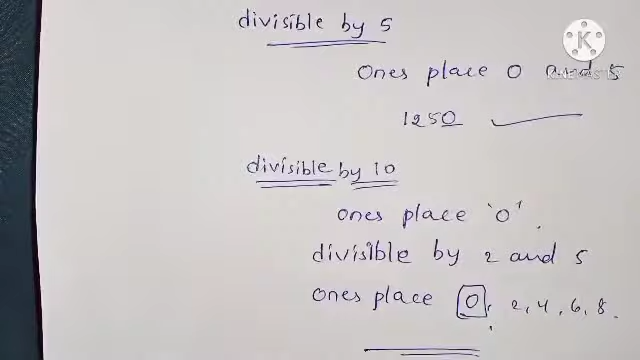 divisible by 5
Ones place 0 and 5
1250
divisible by 10
Ones place '0'.
divisible by 2 and 5
Ones place 0, 2, 4, 6, 8.